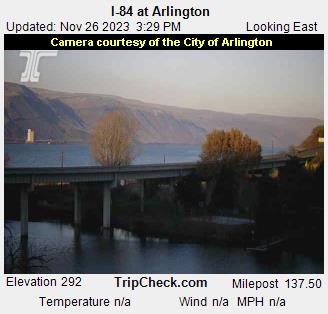 I-84 at Arlington
Updated: Nov 26 2023 3:29 PM Looking East
Camera courtesy of the City of Arlington
Elevation 292 TripCheck.com Milepost 137.50
Temperature n/a Wind n/a MPH n/a